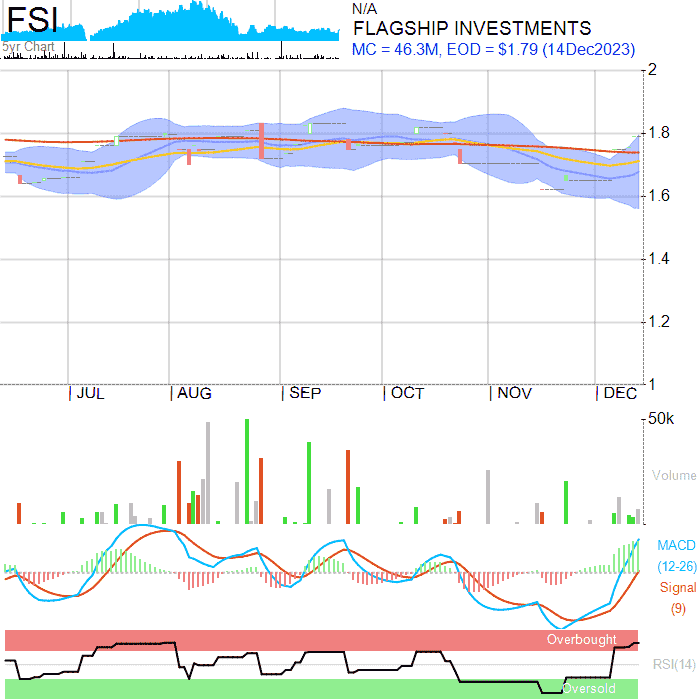 FSI
5yr Chart
N/A
FLAGSHIP INVESTMENTS
MC = 46.3M, EOD = $1.79 (14Dec2023)
2
1.8
1.6
1.4
1.2
1
JUL AUG SEP OCT NOV DEC
50k
Volume
MACD
(12-26)
Signal
(9)
Overbought
RSI(14)
Oversold